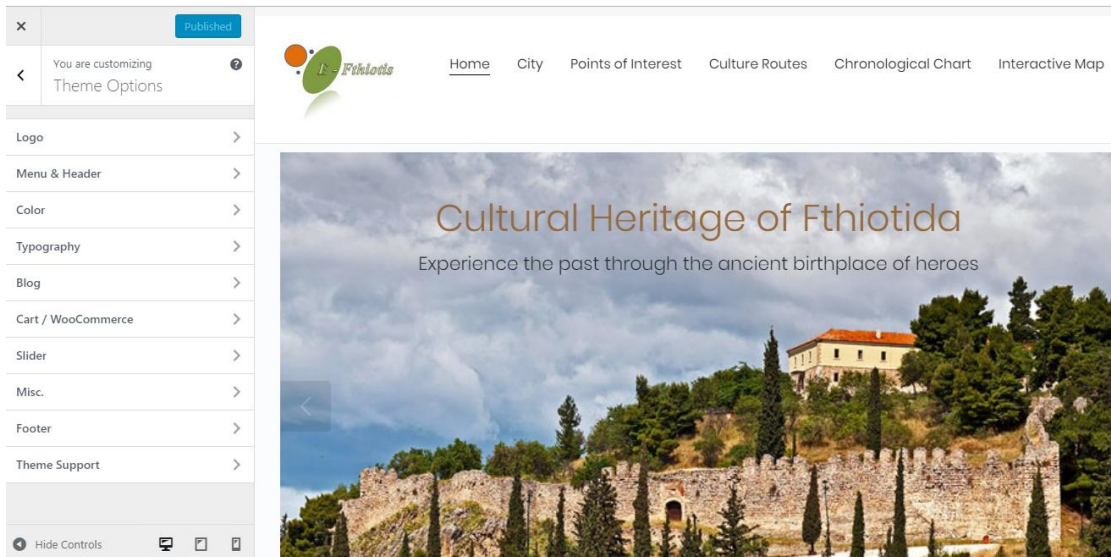 Published
You are customizing
Theme Options
Logo
Menu & Header
Color
Typography
Blog
Cart / WooCommerce
Slider
Misc.
Footer
Theme Support
Hide Controls
E - Fthiotis
Home City Points of Interest Culture Routes Chronological Chart Interactive Map
Cultural Heritage of Fthiotida
Experience the past through the ancient birthplace of heroes